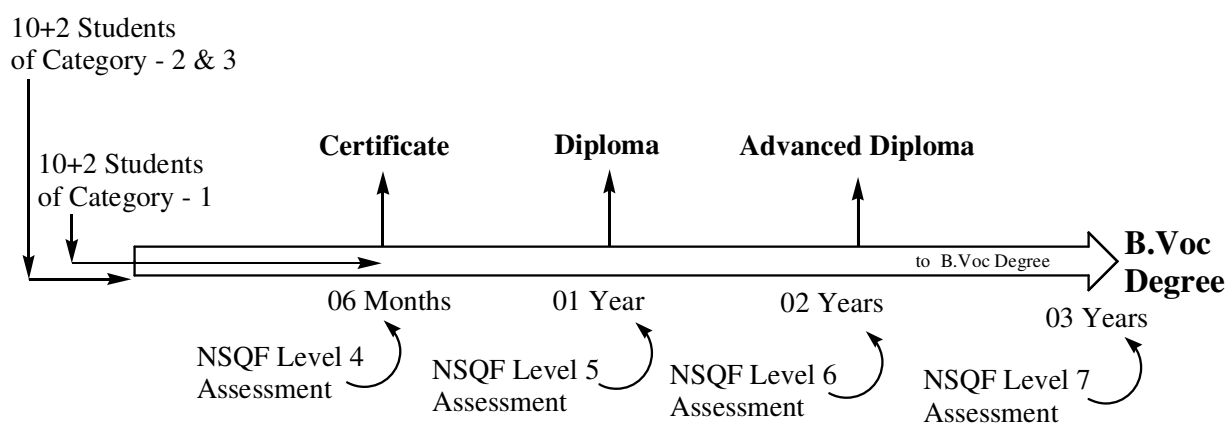 10+2 Students
of Category - 2 & 3
10+2 Students
of Category - 1
Certificate
Diploma
Advanced Diploma
to B.Voc Degree
B.Voc
Degree
06 Months
01 Year
02 Years
03 Years
NSQF Level 4
Assessment
NSQF Level 5
Assessment
NSQF Level 6
Assessment
NSQF Level 7
Assessment